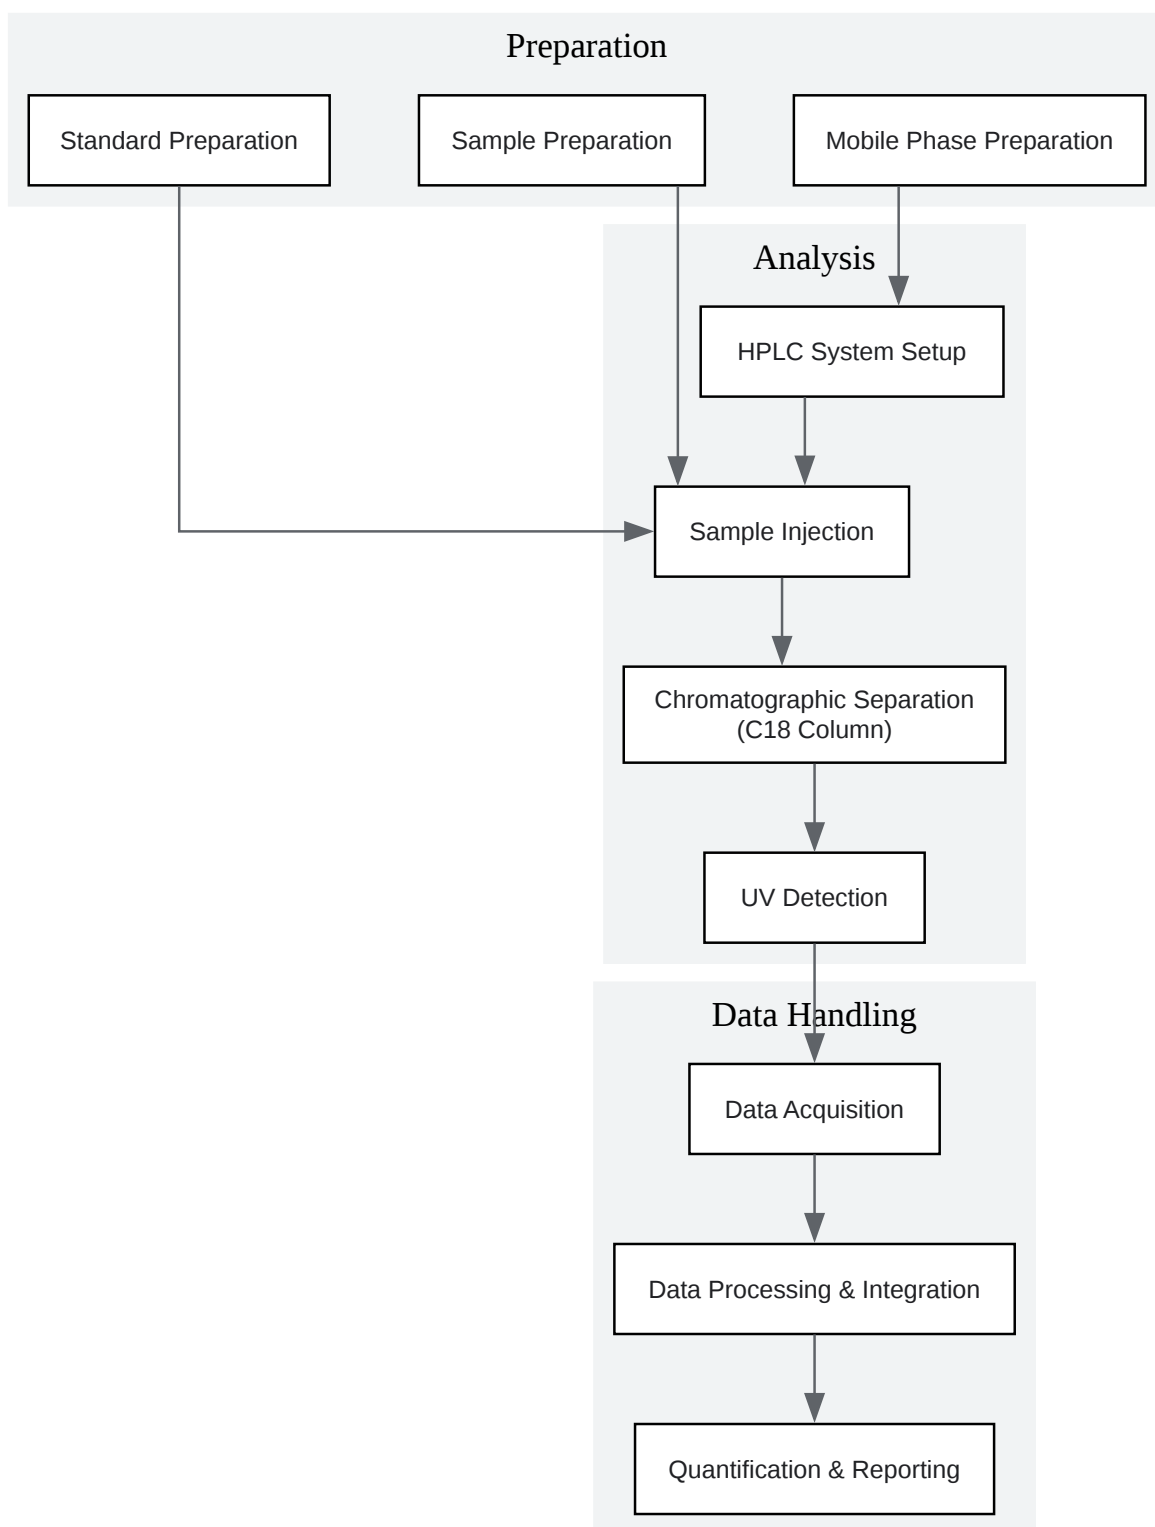 Preparation
Standard Preparation
Sample Preparation
Mobile Phase Preparation
Analysis
HPLC System Setup
Sample Injection
Chromatographic Separation
(C18 Column)
UV Detection
Data Handling
Data Acquisition
Data Processing & Integration
Quantification & Reporting